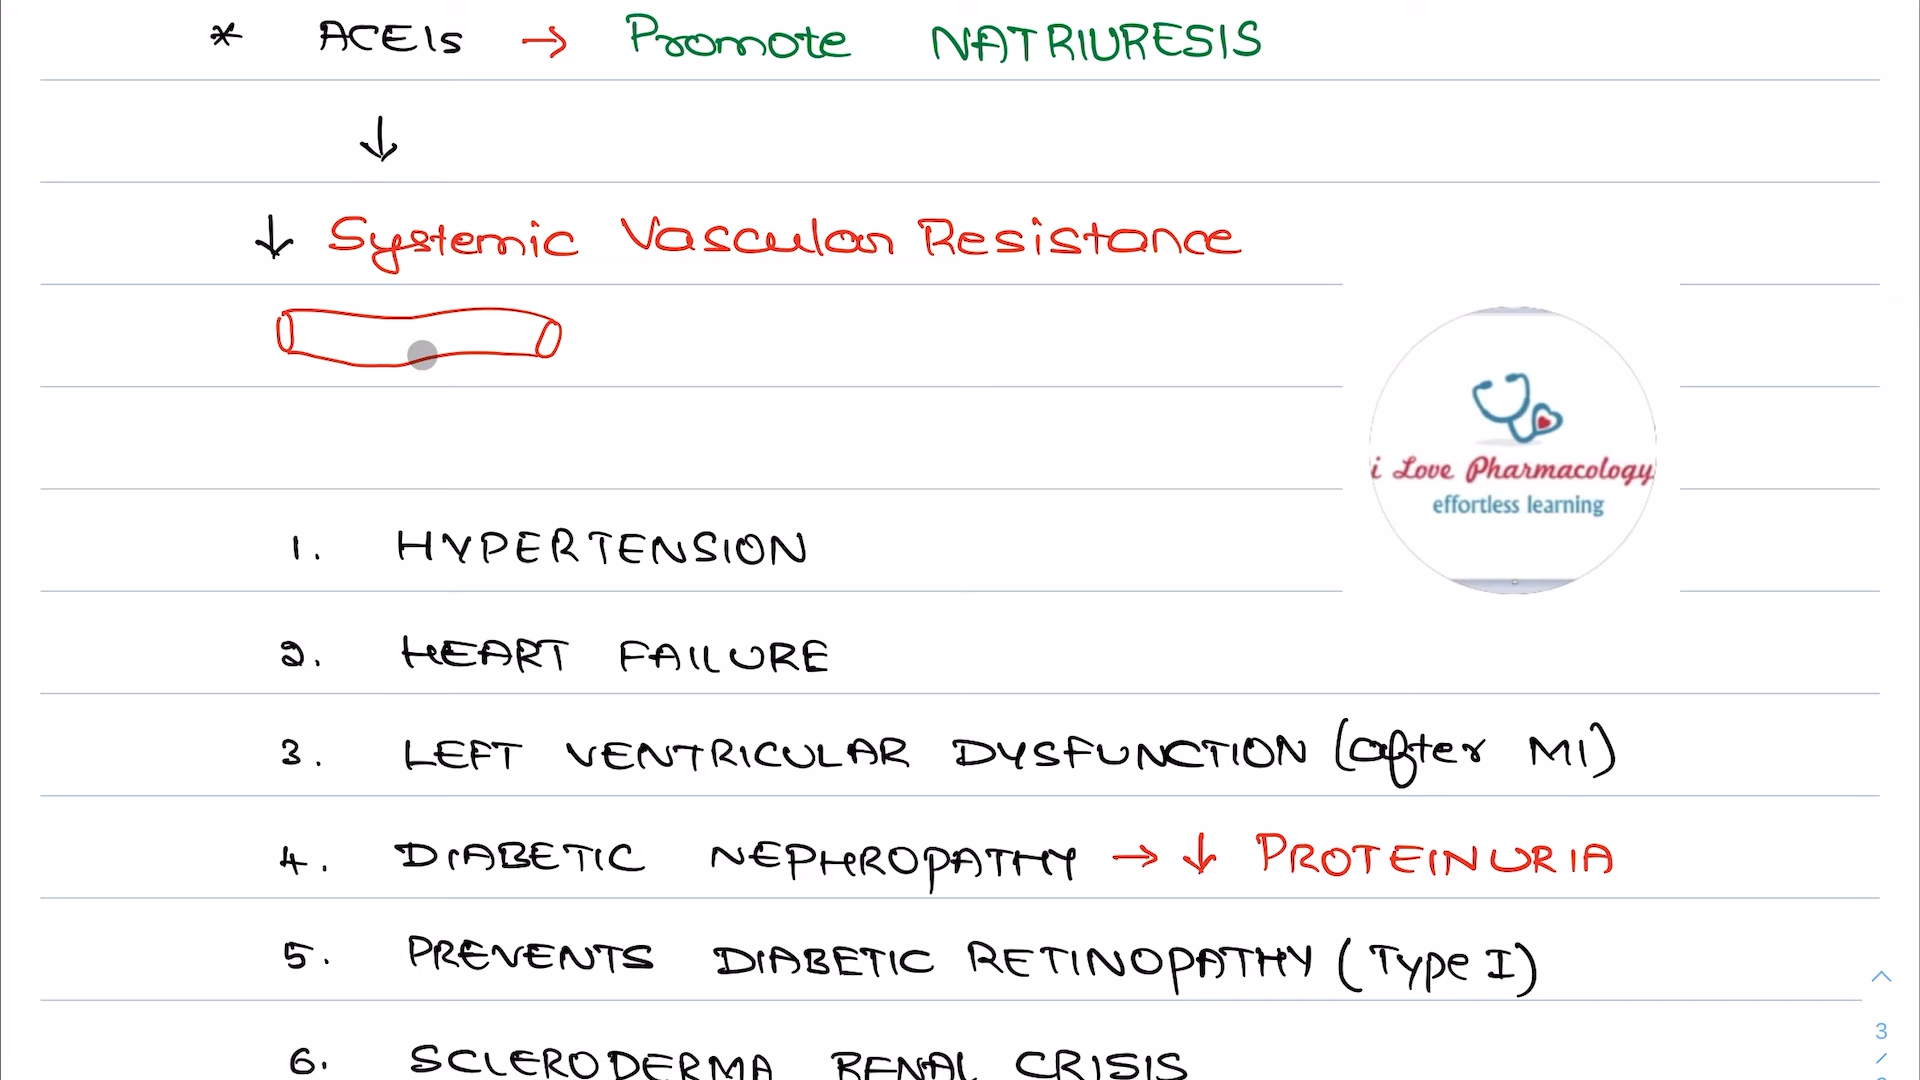 * ACEIs → Promote NATRIURESIS
↓
↓ Systemic Vascular Resistance
i Love Pharmacology
effortless learning
1. HYPERTENSION
2. HEART FAILURE
3. LEFT VENTRICULAR DYSFUNCTION (after MI)
4. DIABETIC NEPHROPATHY → ↓ PROTEINURIA
5. PREVENTS DIABETIC RETINOPATHY (Type I)
3
6. SCLERODERMA RENAL CRISIS